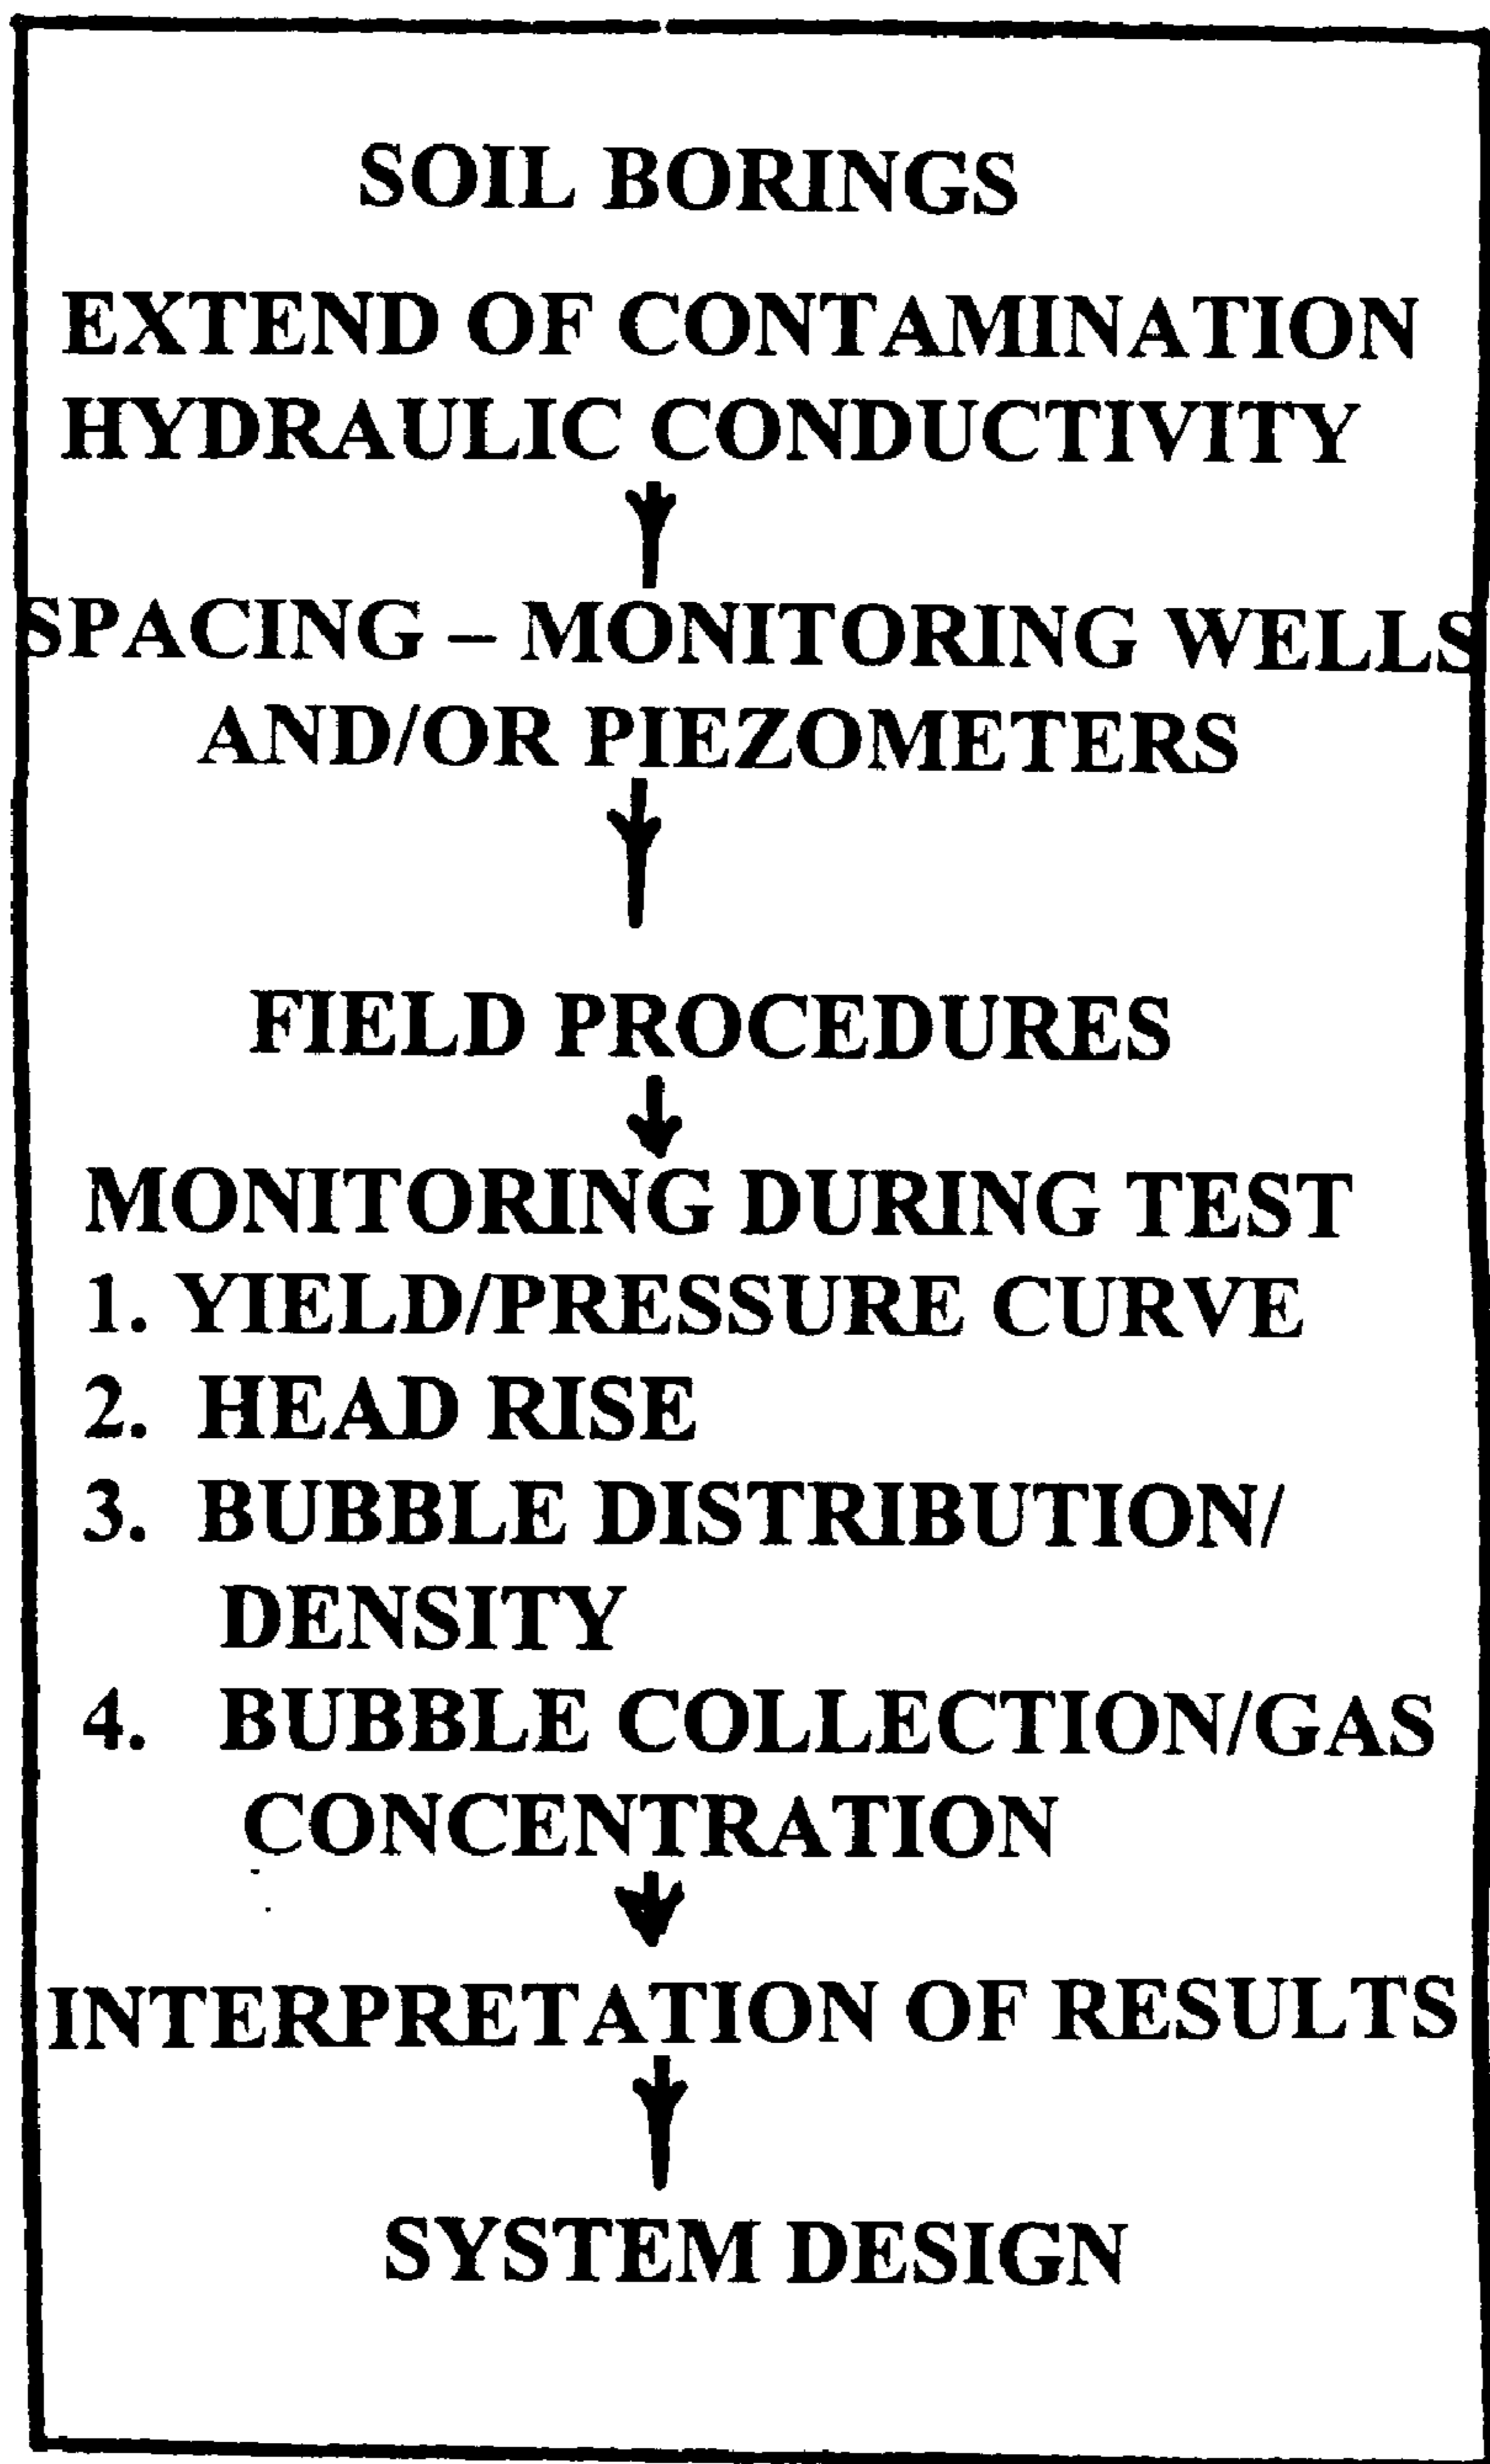 SOIL BORINGS
EXTEND OF CONTAMINATION
HYDRAULIC CONDUCTIVITY
SPACING – MONITORING WELLS
AND/OR PIEZOMETERS
FIELD PROCEDURES
MONITORING DURING TEST
1. YIELD/PRESSURE CURVE
2. HEAD RISE
3. BUBBLE DISTRIBUTION/
DENSITY
4. BUBBLE COLLECTION/GAS
CONCENTRATION
INTERPRETATION OF RESULTS
SYSTEM DESIGN